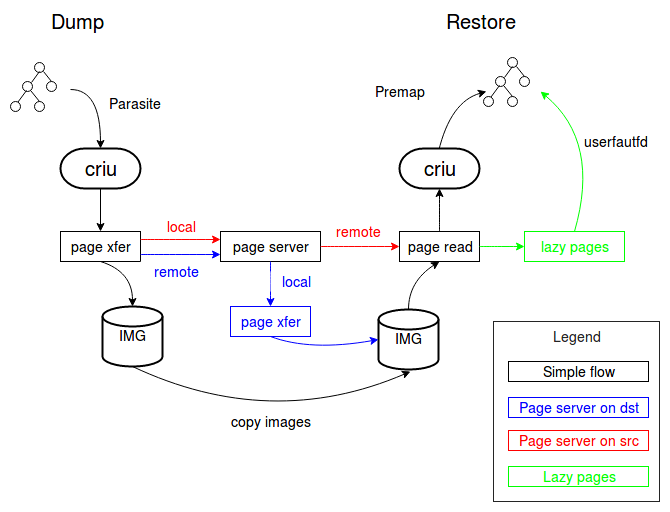 Dump
Restore
Parasite
Premap
userfautfd
criu
criu
local
remote
page xfer
page server
page read
lazy pages
remote
local
page xfer
IMG
IMG
copy images
Legend
Simple flow
Page server on dst
Page server on src
Lazy pages